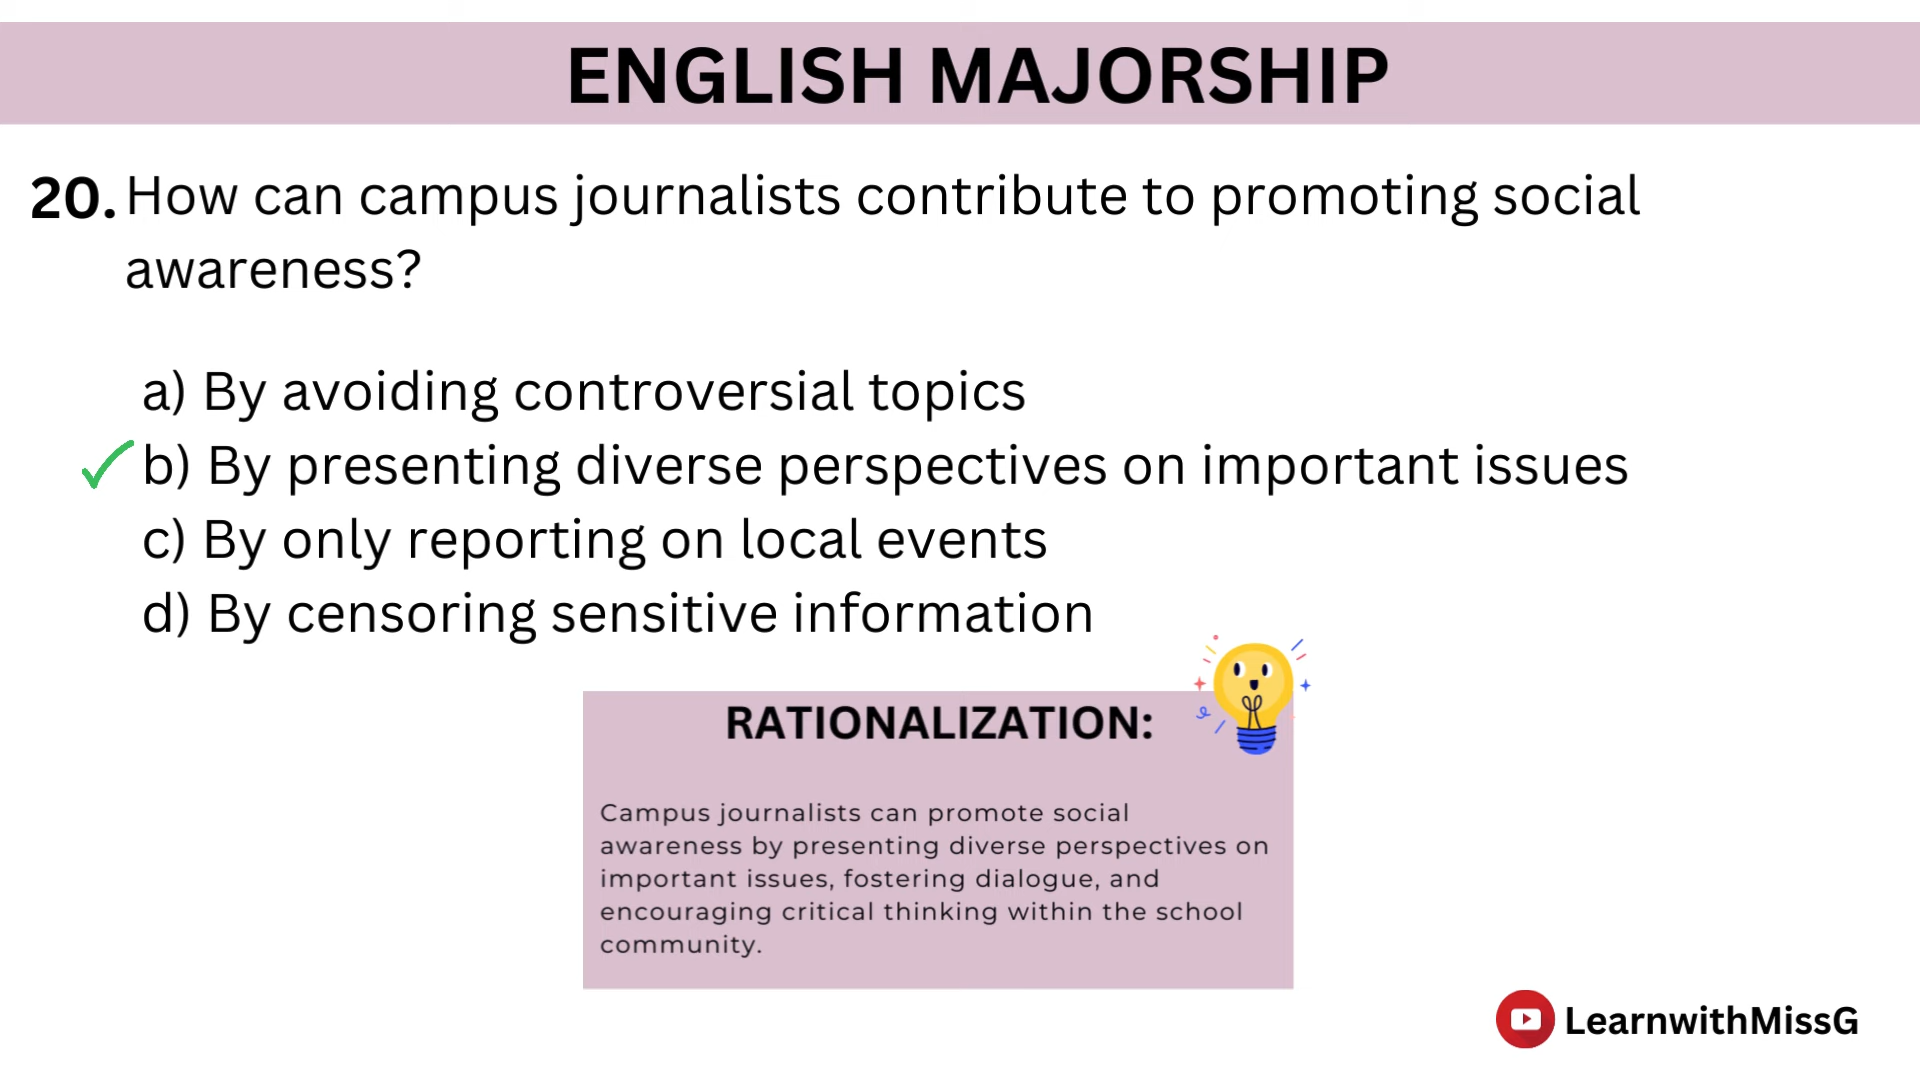 ENGLISH MAJORSHIP
20. How can campus journalists contribute to promoting social
awareness?
a) By avoiding controversial topics
b) By presenting diverse perspectives on important issues
c) By only reporting on local events
d) By censoring sensitive information
RATIONALIZATION:
Campus journalists can promote social
awareness by presenting diverse perspectives on
important issues, fostering dialogue, and
encouraging critical thinking within the school
community.
LearnwithMissG